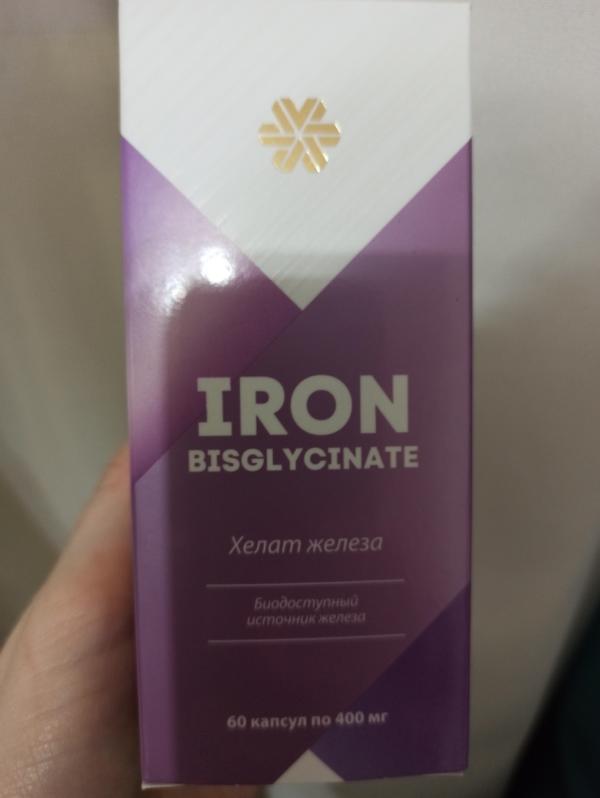 IRON
BISGLYCINATE
Хелат железа
Биодоступный
источник железа
60 капсул по 400 мг